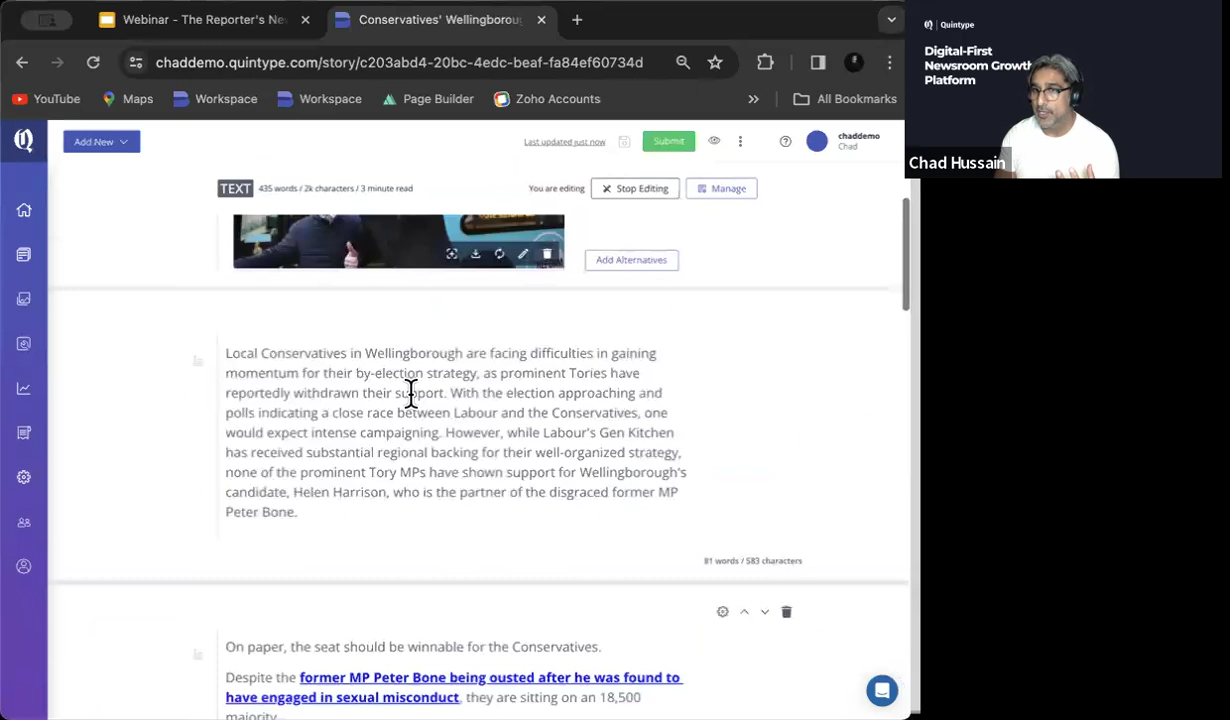 Webinar - The Reporter's Ne
Conservatives' Wellingborou
chaddemo.quintype.com/story/c203abd4-20bc-4edc-beaf-fa84ef60734d
YouTube
Maps
Workspace
Workspace
Page Builder
Zoho Accounts
All Bookmarks
Quintype
Digital-First
Newsroom Growth
Platform
Chad Hussain
Add New
Last updated just now
Submit
chaddemo
Chad
TEXT
435 words / 2k characters / 3 minute read
You are editing
Stop Editing
Manage
Add Alternatives
Local Conservatives in Wellingborough are facing difficulties in gaining
momentum for their by-election strategy, as prominent Tories have
reportedly withdrawn their support. With the election approaching and
polls indicating a close race between Labour and the Conservatives, one
would expect intense campaigning. However, while Labour's Gen Kitchen
has received substantial regional backing for their well-organized strategy,
none of the prominent Tory MPs have shown support for Wellingborough's
candidate, Helen Harrison, who is the partner of the disgraced former MP
Peter Bone.
81 words / 583 characters
On paper, the seat should be winnable for the Conservatives.
Despite the former MP Peter Bone being ousted after he was found to
have engaged in sexual misconduct, they are sitting on an 18,500
majority.